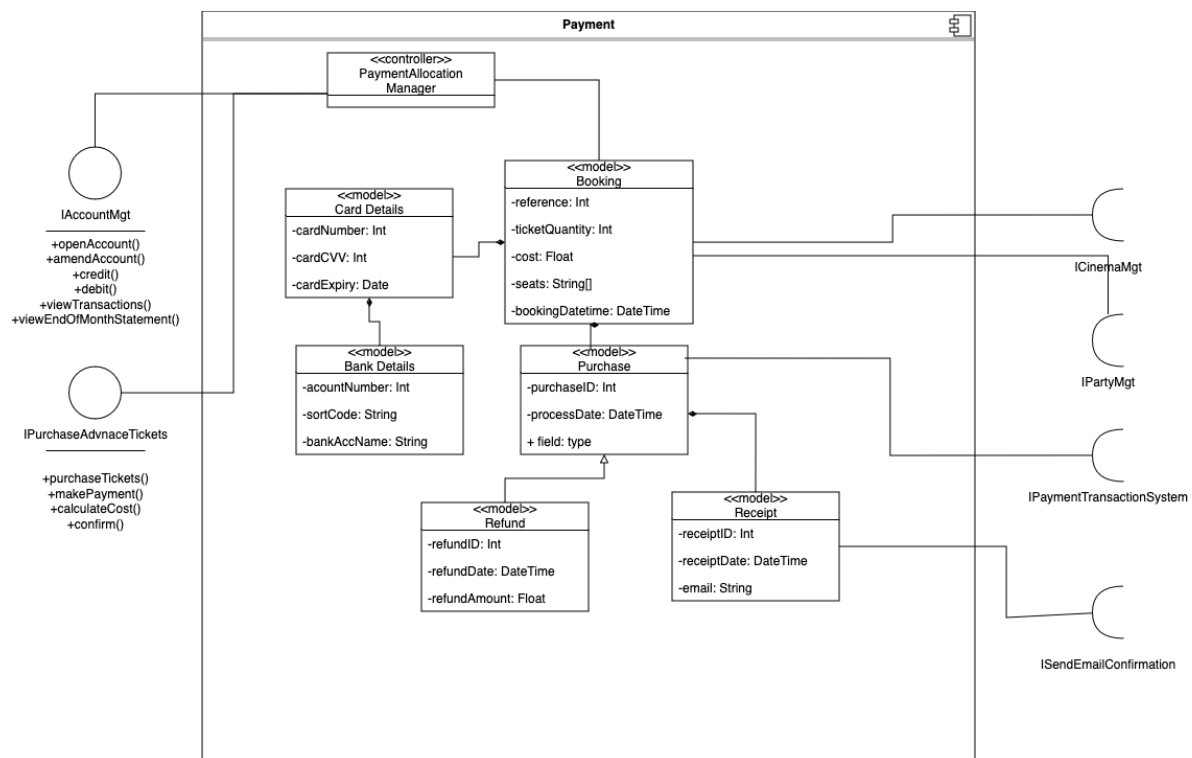 Payment
<<controller>>
PaymentAllocation
Manager
IAccountMgt
+openAccount()
+amendAccount()
+credit()
+debit()
+viewTransactions()
+viewEndOfMonthStatement()
IPurchaseAdvnaceTickets
+purchaseTickets()
+makePayment()
+calculateCost()
+confirm()
<<model>>
Card Details
-cardNumber: Int
-cardCVV: Int
-cardExpiry: Date
<<model>>
Bank Details
-acountNumber: Int
-sortCode: String
-bankAccName: String
<<model>>
Booking
-reference: Int
-ticketQuantity: Int
-cost: Float
-seats: String[]
-bookingDatetime: DateTime
<<model>>
Purchase
-purchaseID: Int
-processDate: DateTime
+ field: type
<<model>>
Refund
-refundID: Int
-refundDate: DateTime
-refundAmount: Float
<<model>>
Receipt
-receiptID: Int
-receiptDate: DateTime
-email: String
ICinemaMgt
IPartyMgt
IPaymentTransactionSystem
ISendEmailConfirmation